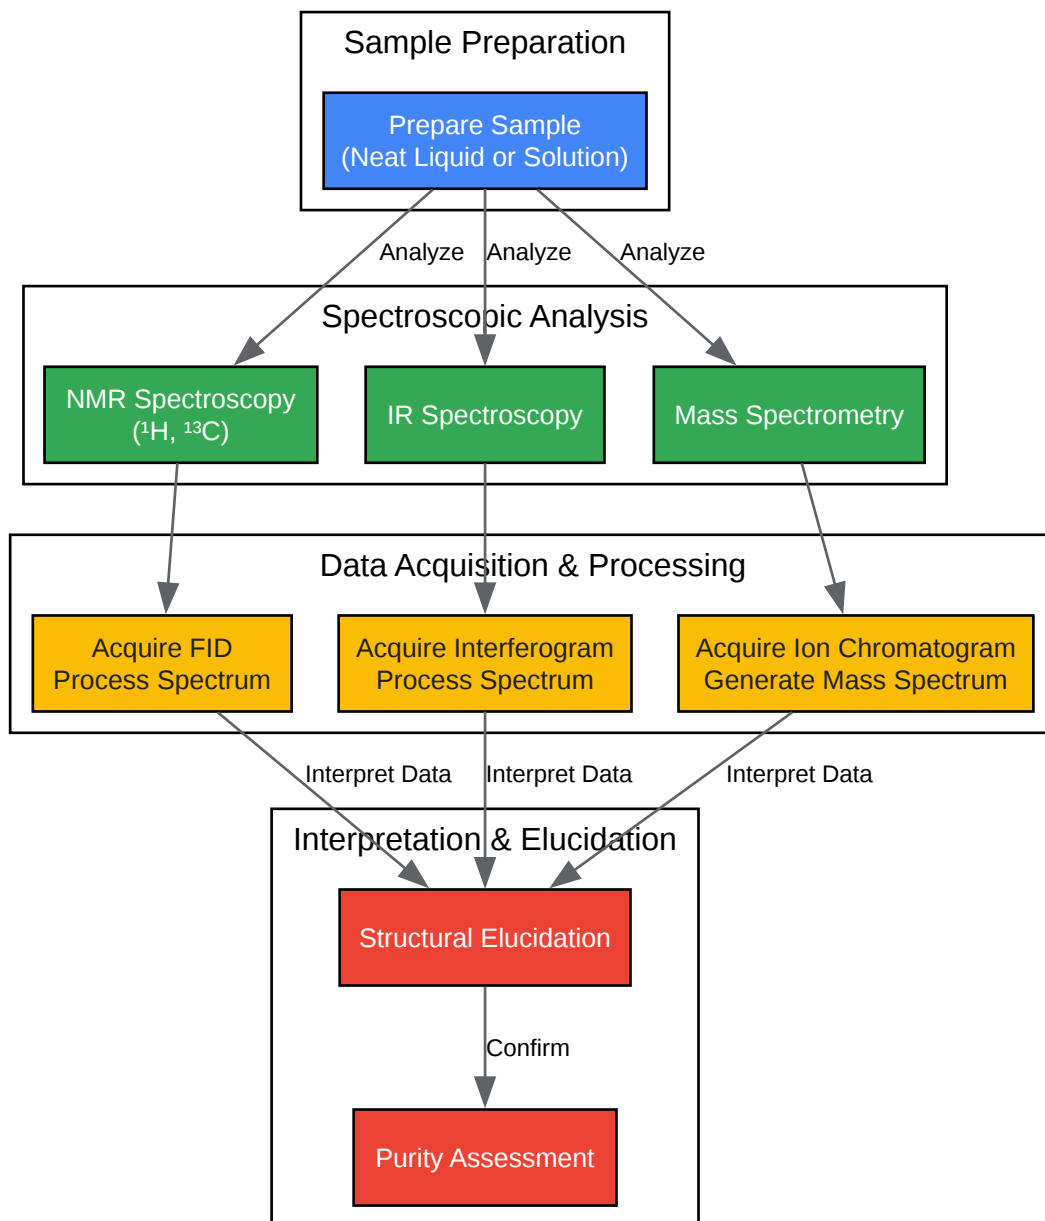 Sample Preparation
Prepare Sample
(Neat Liquid or Solution)
Analyze
Analyze
Analyze
Spectroscopic Analysis
NMR Spectroscopy
(¹H, ¹³C)
IR Spectroscopy
Mass Spectrometry
Data Acquisition & Processing
Acquire FID
Process Spectrum
Acquire Interferogram
Process Spectrum
Acquire Ion Chromatogram
Generate Mass Spectrum
Interpret Data
Interpret Data
Interpret Data
Interpretation & Elucidation
Structural Elucidation
Confirm
Purity Assessment